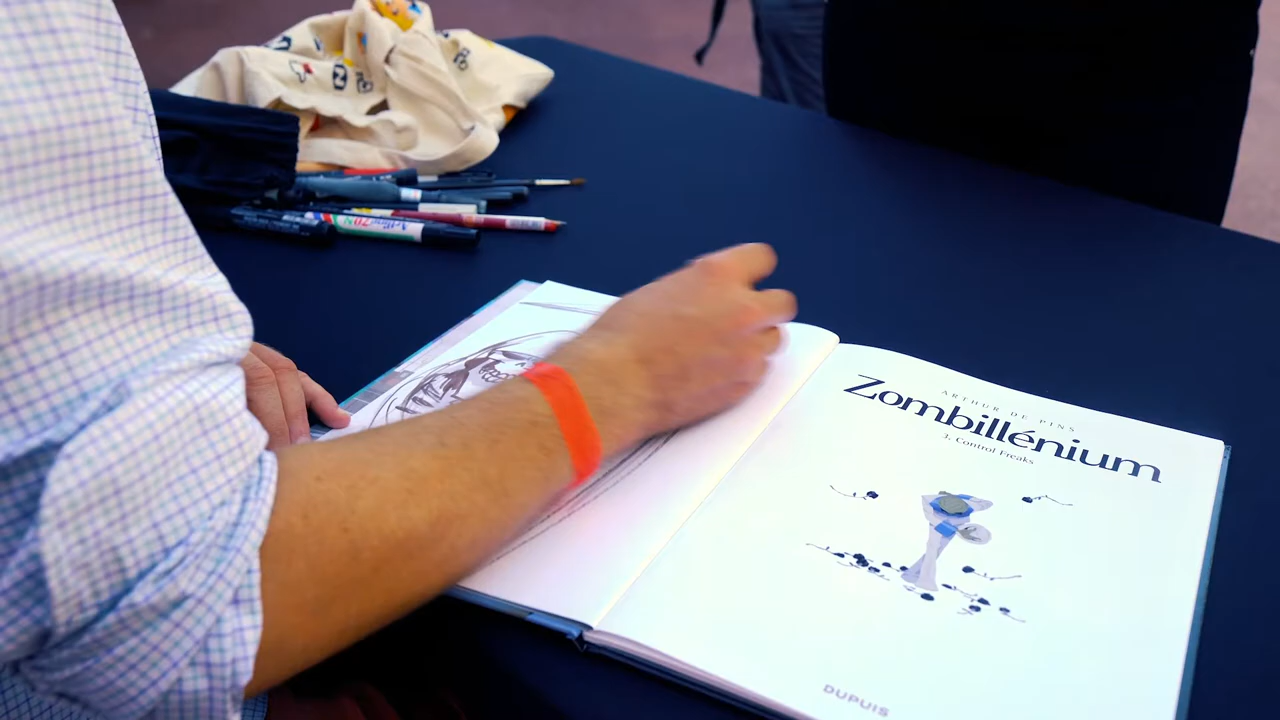 ARTHUR DE PINS
Zombillénium
3. Control Freaks
DUPUIS